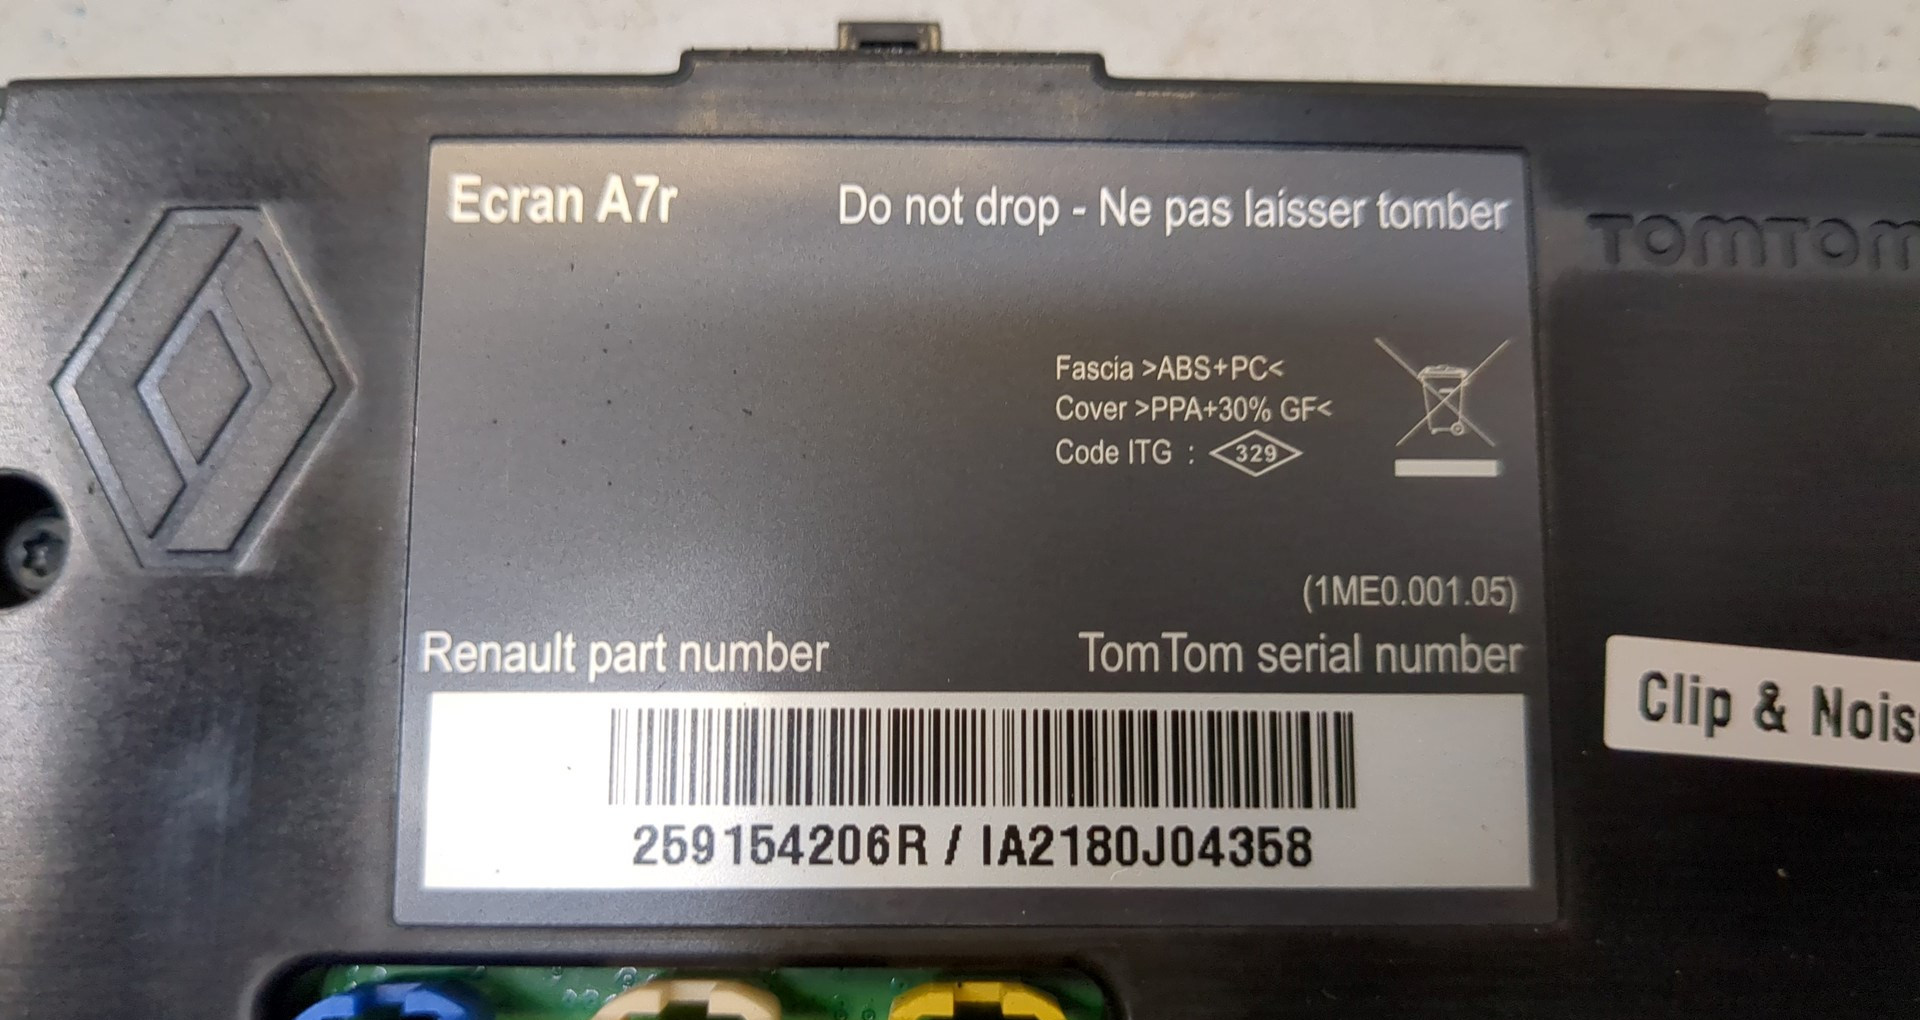 Ecran A7r
Do not drop - Ne pas laisser tomber
TOMTOM
Fascia >ABS+PC<
Cover >PPA+30% GF<
Code ITG : 329
(1ME0.001.05)
Renault part number
TomTom serial number
Clip & Nois
259154206R / IA2180J04358